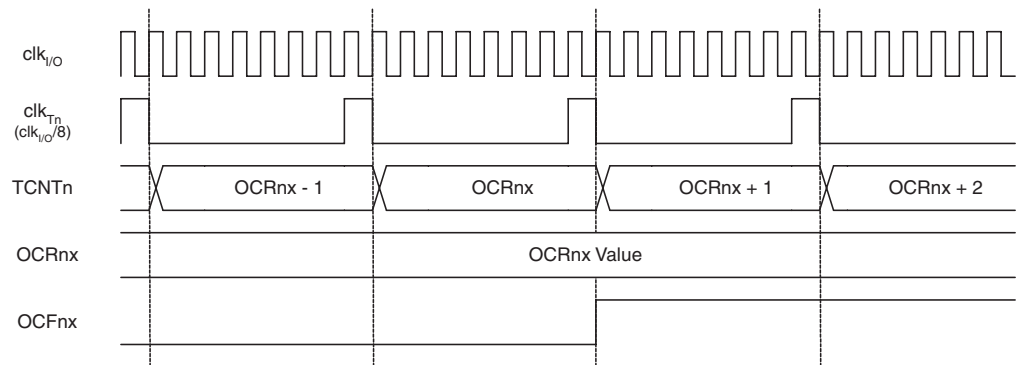 clkI/O
clkTn
(clkI/O/8)
TCNTn
OCRnx - 1
OCRnx
OCRnx + 1
OCRnx + 2
OCRnx
OCRnx Value
OCFnx